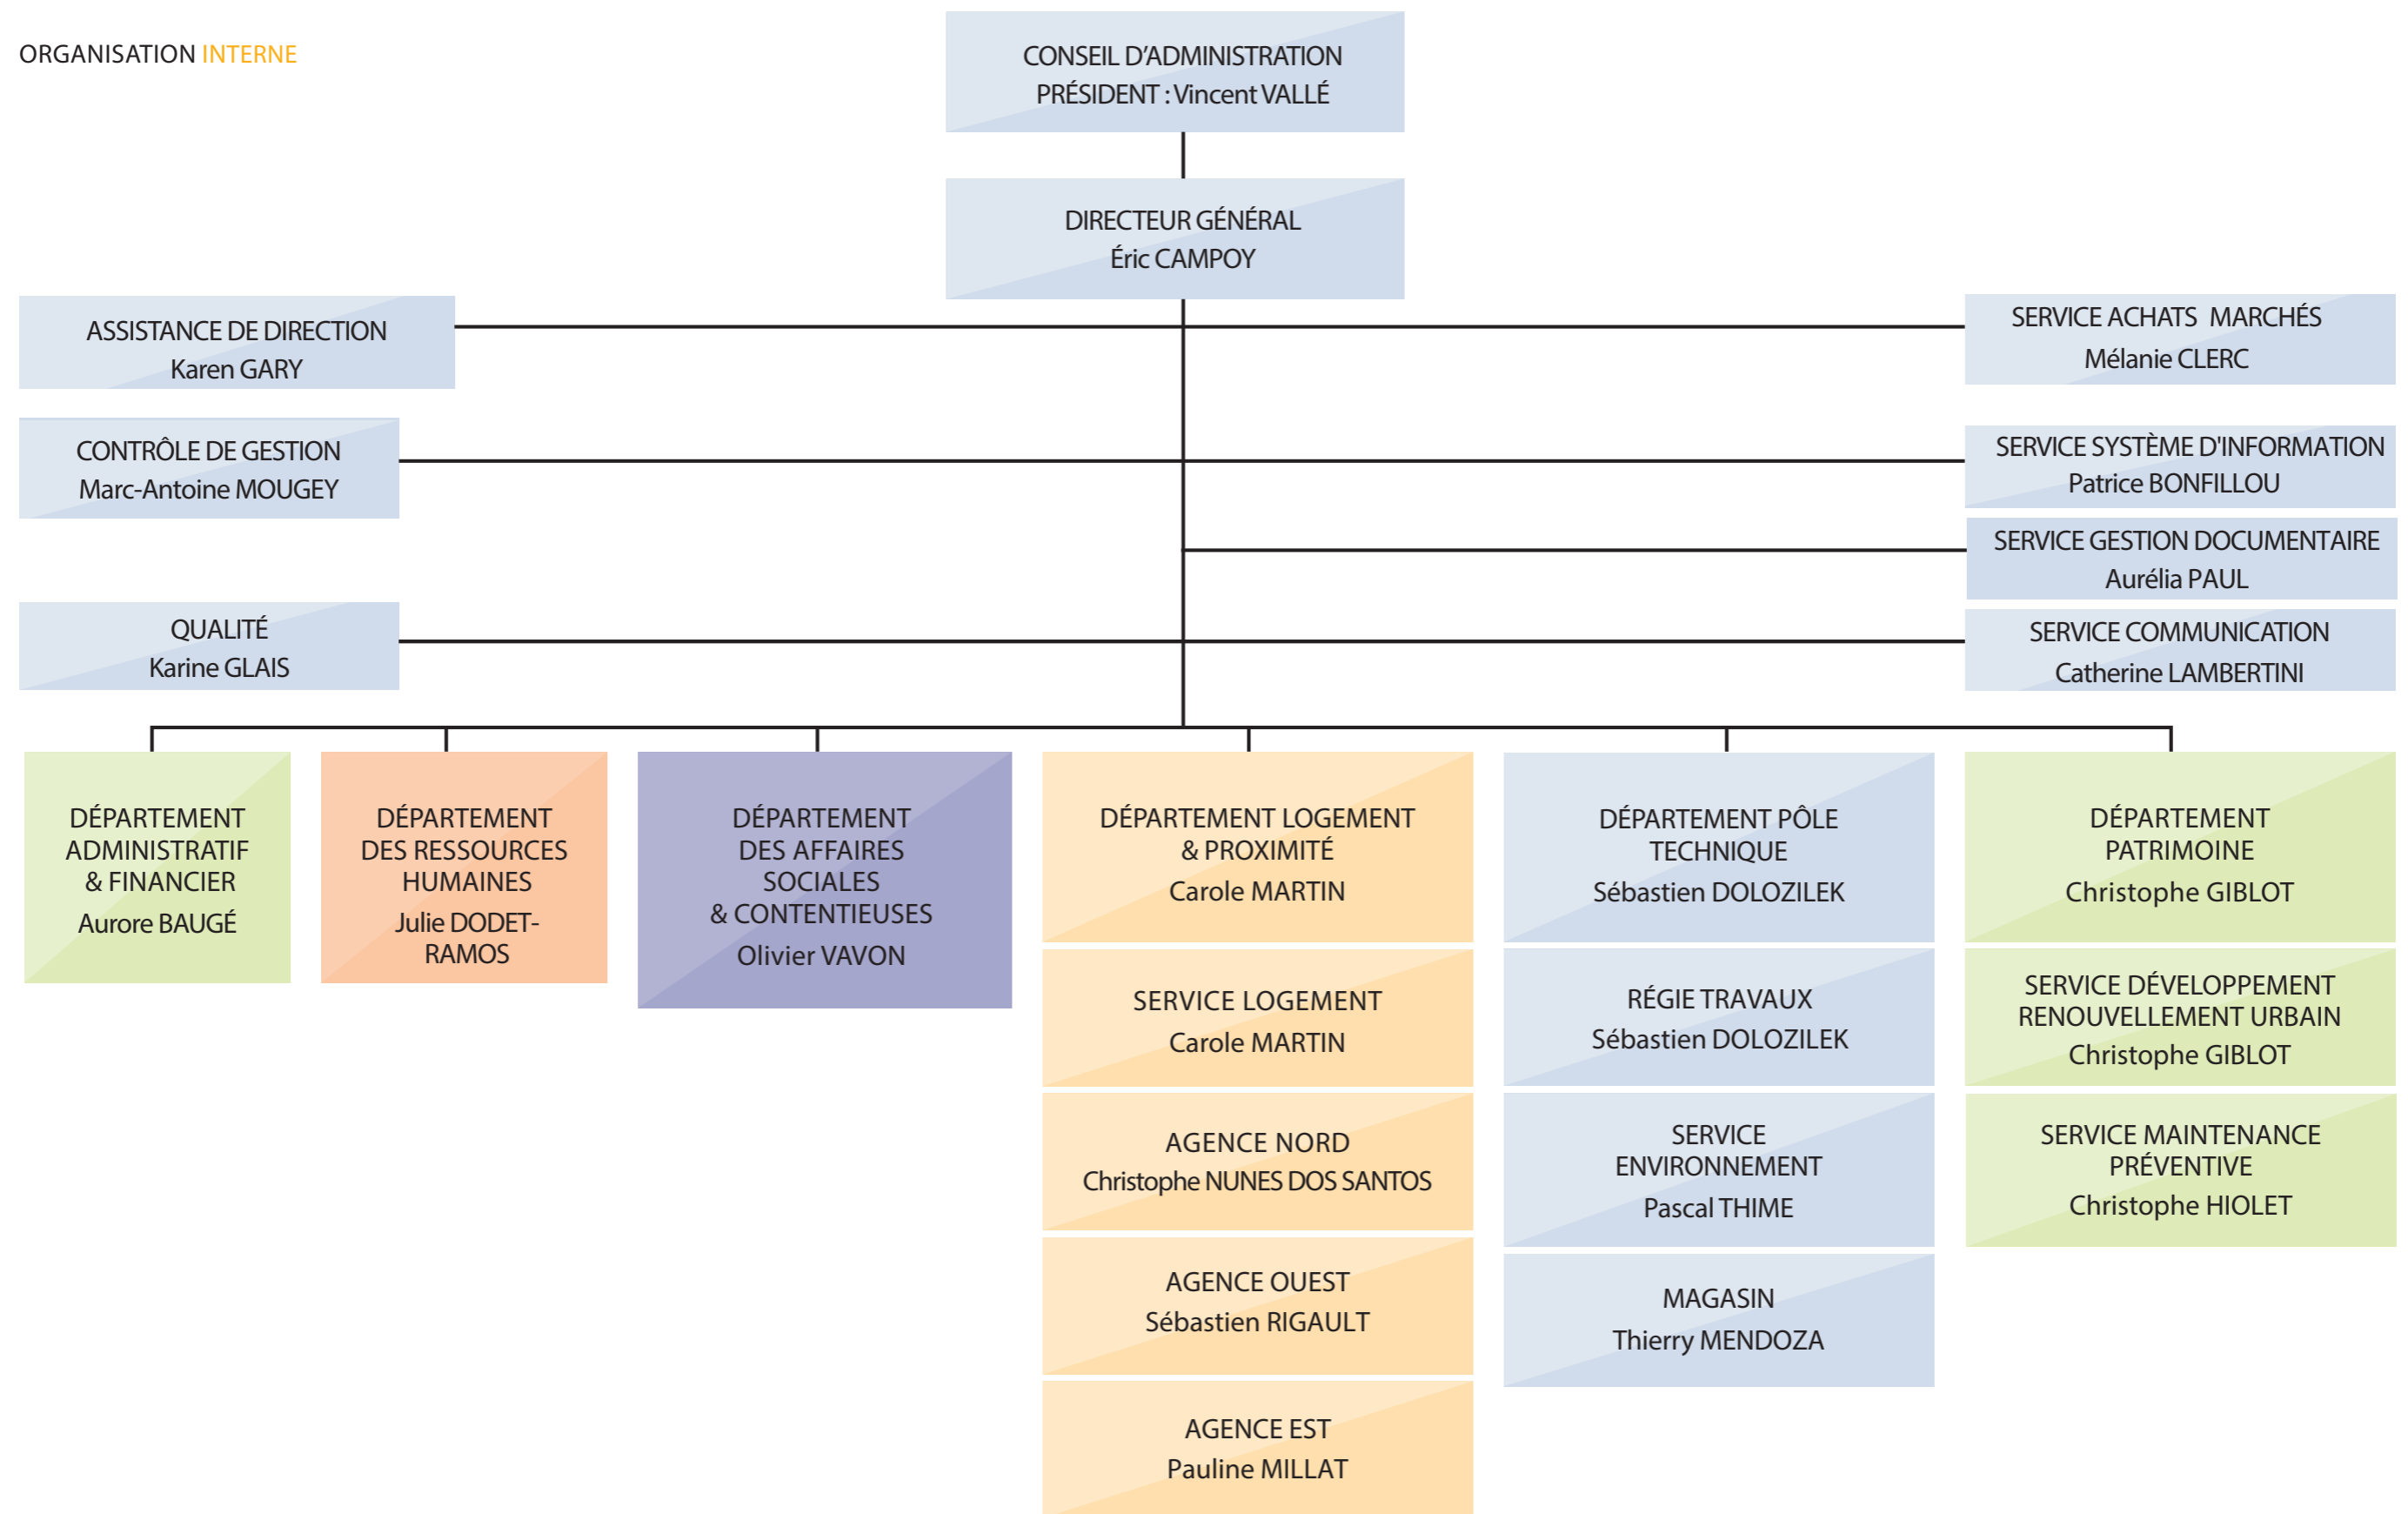 ORGANISATION INTERNE
CONSEIL D'ADMINISTRATION
PRÉSIDENT : Vincent VALLÉ
DIRECTEUR GÉNÉRAL
Éric CAMPOY
ASSISTANCE DE DIRECTION
Karen GARY
SERVICE ACHATS MARCHÉS
Mélanie CLERC
CONTRÔLE DE GESTION
Marc-Antoine MOUGEY
SERVICE SYSTÈME D'INFORMATION
Patrice BONFILLOU
SERVICE GESTION DOCUMENTAIRE
Aurélia PAUL
QUALITÉ
Karine GLAIS
SERVICE COMMUNICATION
Catherine LAMBERTINI
DÉPARTEMENT
ADMINISTRATIF
& FINANCIER
Aurore BAUGÉ
DÉPARTEMENT
DES RESSOURCES
HUMAINES
Julie DODET-
RAMOS
DÉPARTEMENT
DES AFFAIRES
SOCIALES
& CONTENTIEUSES
Olivier VAVON
DÉPARTEMENT LOGEMENT
& PROXIMITÉ
Carole MARTIN
SERVICE LOGEMENT
Carole MARTIN
AGENCE NORD
Christophe NUNES DOS SANTOS
AGENCE OUEST
Sébastien RIGAULT
AGENCE EST
Pauline MILLAT
DÉPARTEMENT PÔLE
TECHNIQUE
Sébastien DOLOZILEK
RÉGIE TRAVAUX
Sébastien DOLOZILEK
SERVICE
ENVIRONNEMENT
Pascal THIME
MAGASIN
Thierry MENDOZA
DÉPARTEMENT
PATRIMOINE
Christophe GIBLOT
SERVICE DÉVELOPPEMENT
RENOUVELLEMENT URBAIN
Christophe GIBLOT
SERVICE MAINTENANCE
PRÉVENTIVE
Christophe HIOLET